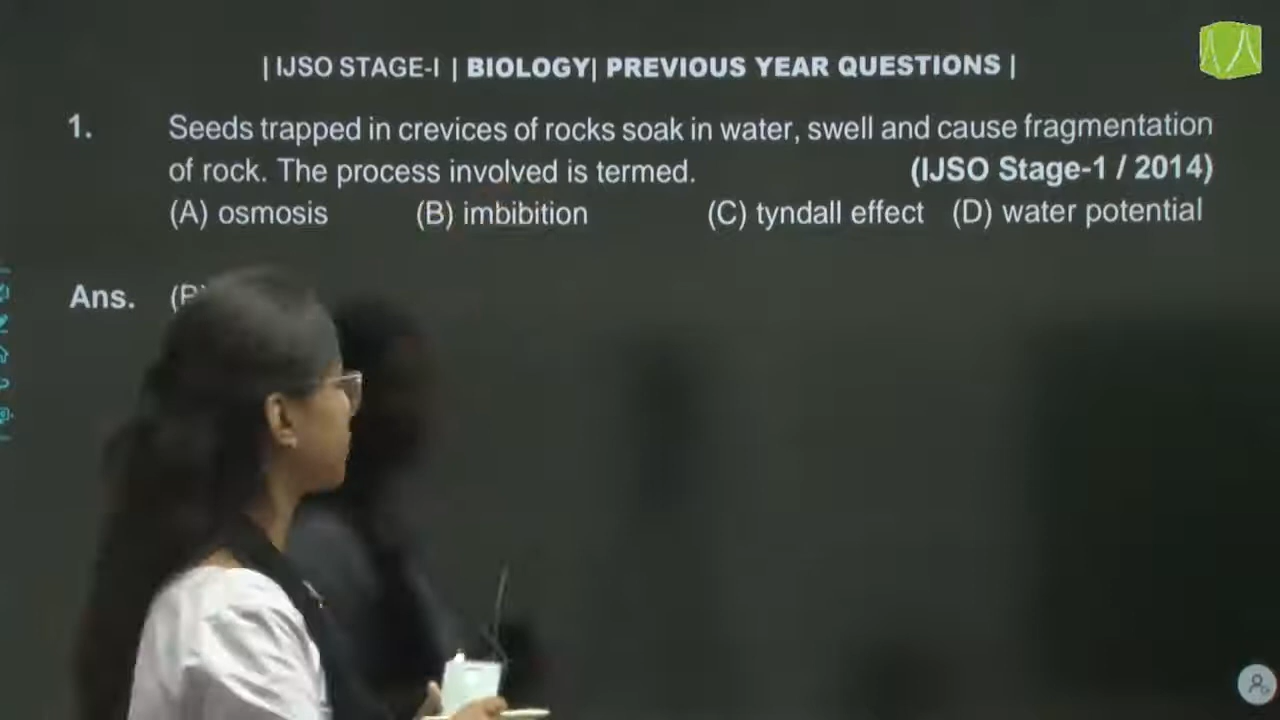 | IJSO STAGE-I | BIOLOGY| PREVIOUS YEAR QUESTIONS |
1. Seeds trapped in crevices of rocks soak in water, swell and cause fragmentation
of rock. The process involved is termed. (IJSO Stage-1 / 2014)
(A) osmosis (B) imbibition (C) tyndall effect (D) water potential
Ans.